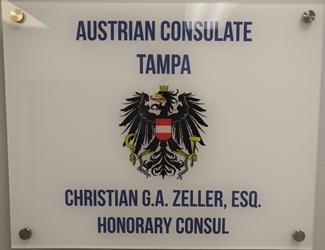 AUSTRIAN CONSULATE
TAMPA
CHRISTIAN G.A. ZELLER, ESQ.
HONORARY CONSUL